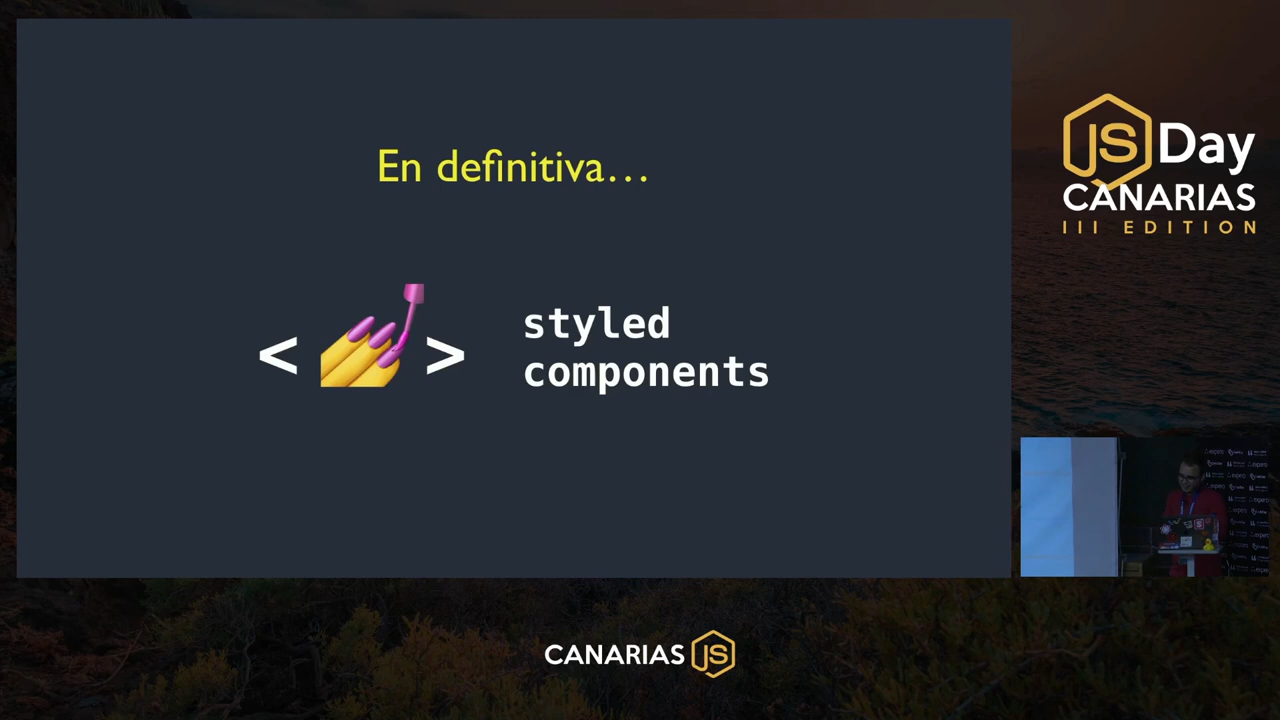 En definitiva…
< 💅 > styled
components
JS Day
CANARIAS
III EDITION
CANARIAS JS